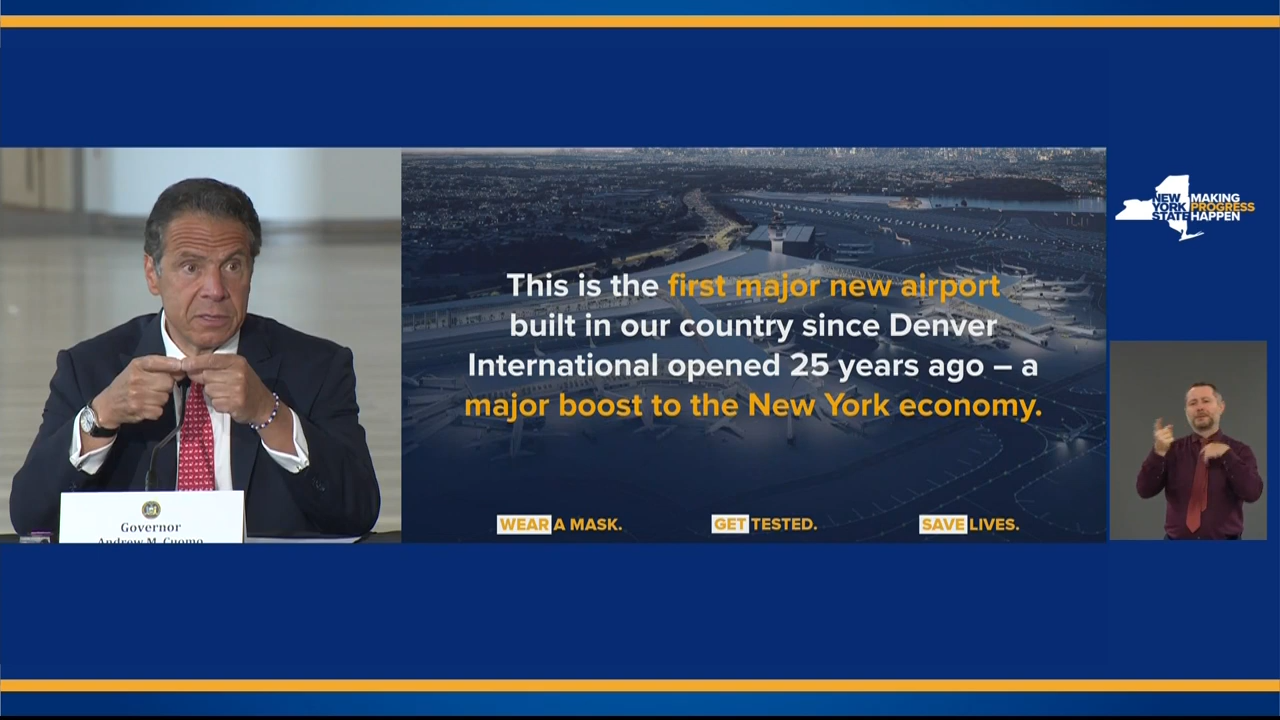 Governor
Andrew M. Cuomo
This is the first major new airport
built in our country since Denver
International opened 25 years ago – a
major boost to the New York economy.
WEAR A MASK.
GET TESTED.
SAVE LIVES.
NEW
YORK
STATE
MAKING
PROGRESS
HAPPEN